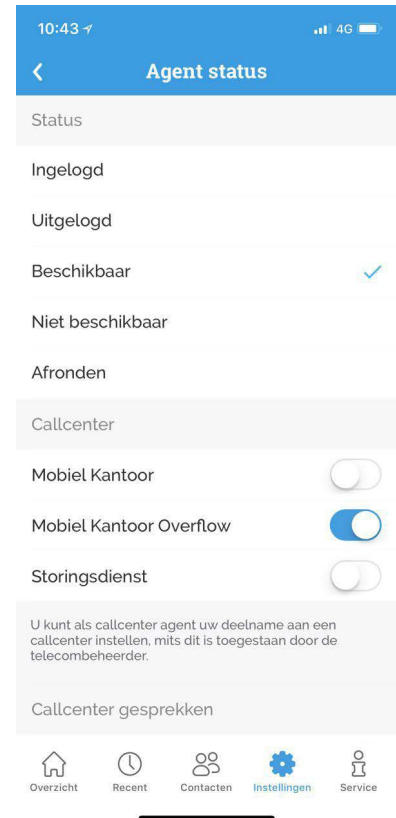 10:43 4G
Agent status
Status
Ingelogd
Uitgelogd
Beschikbaar
Niet beschikbaar
Afronden
Callcenter
Mobiel Kantoor
Mobiel Kantoor Overflow
Storingsdienst
U kunt als callcenter agent uw deelname aan een
callcenter instellen, mits dit is toegestaan door de
telecombeheerder.
Callcenter gesprekken
Overzicht Recent Contacten Instellingen Service